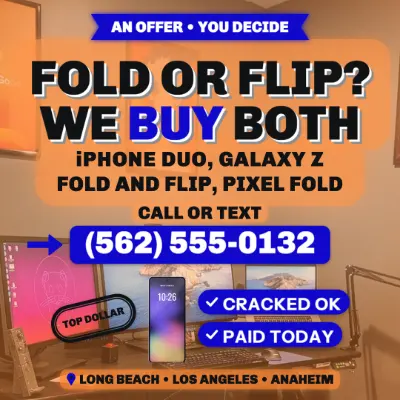 AN OFFER • YOU DECIDE
FOLD OR FLIP?
WE BUY BOTH
iPHONE DUO, GALAXY Z
FOLD AND FLIP, PIXEL FOLD
CALL OR TEXT
(562) 555-0132
TOP DOLLAR
10:26
CRACKED OK
PAID TODAY
LONG BEACH • LOS ANGELES • ANAHEIM